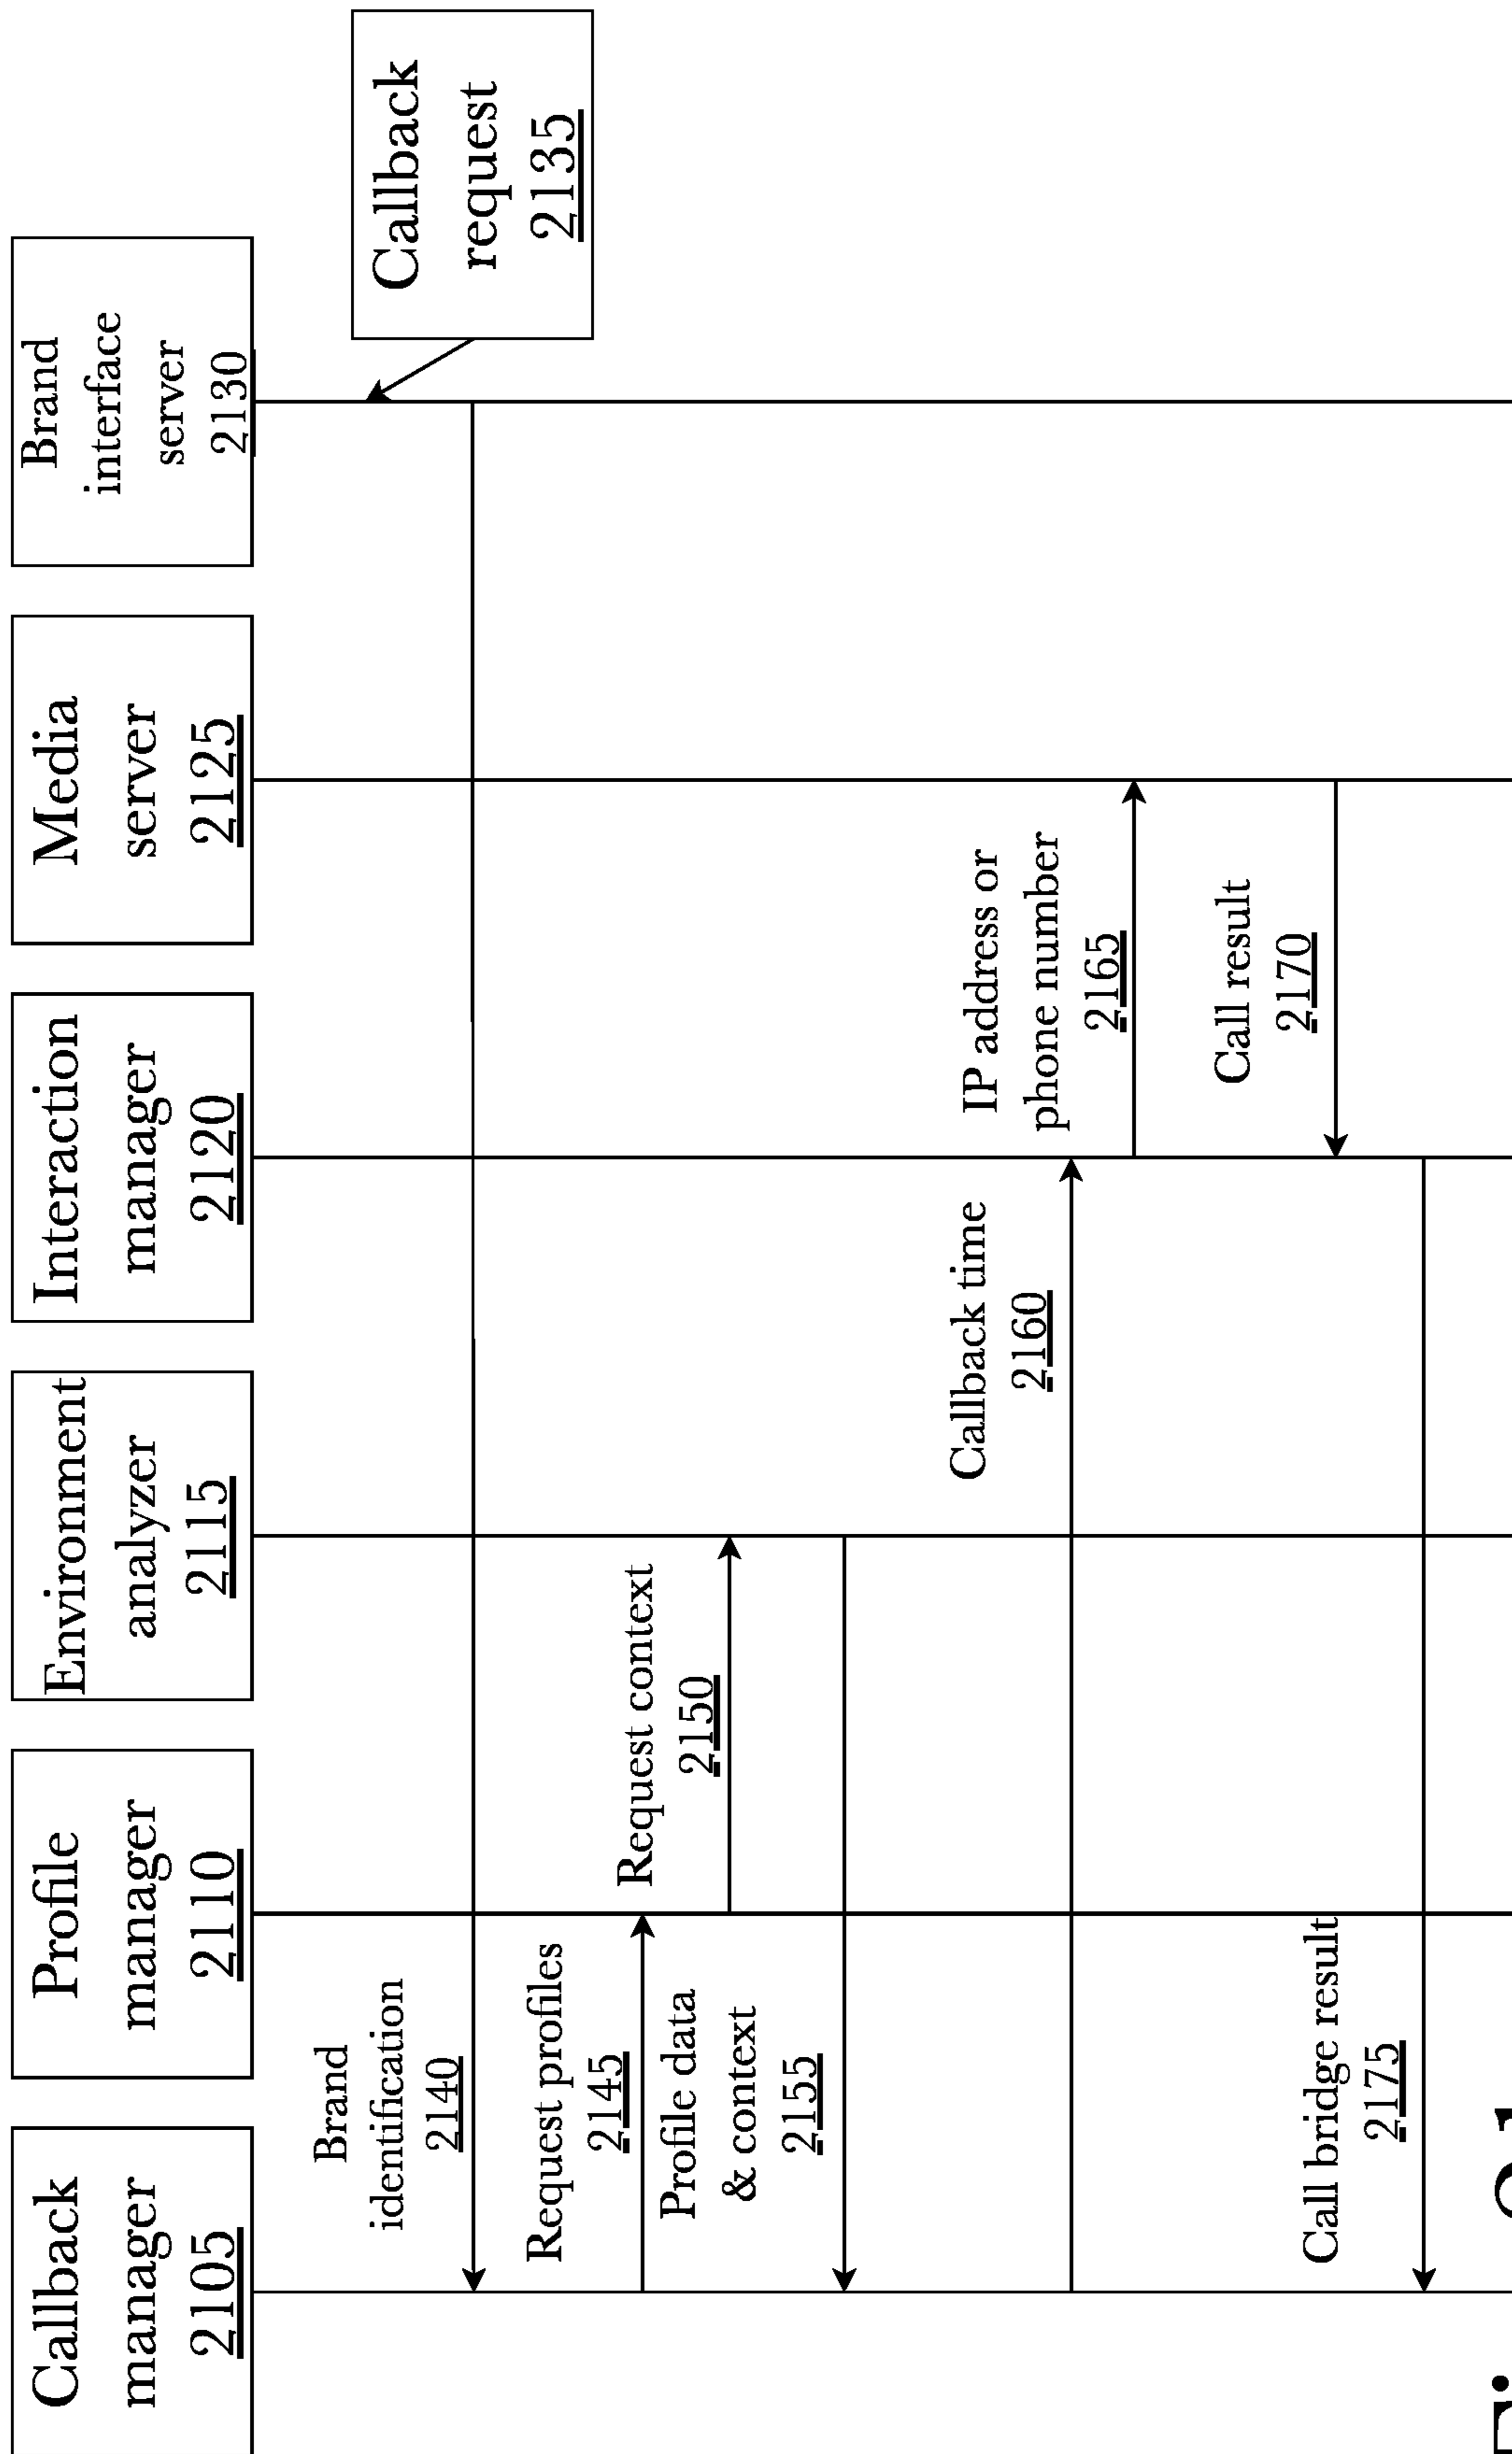 Callback
manager
2105
Profile
manager
2110
Environment
analyzer
2115
Interaction
manager
2120
Media
server
2125
Brand
interface
server
2130
Callback
request
2135
Brand
identification
2140
Request profiles
2145
Request context
2150
Profile data
& context
2155
Callback time
2160
IP address or
phone number
2165
Call result
2170
Call bridge result
2175